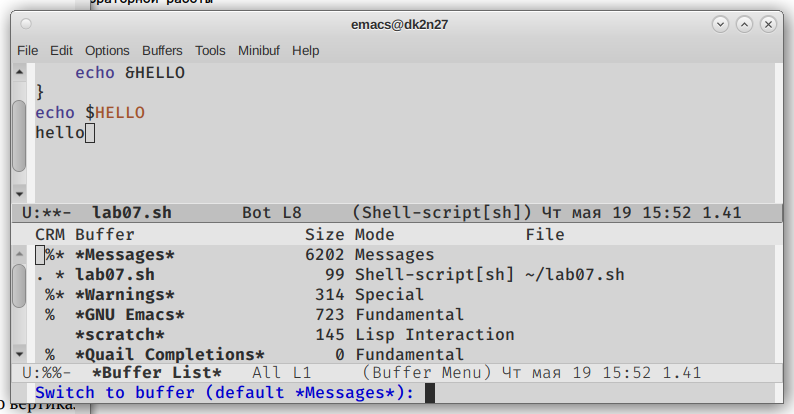 ораторной работы
emacs@dk2n27
File Edit Options Buffers Tools Minibuf Help
echo &HELLO
}
echo $HELLO
hello
U:**-  lab07.sh       Bot L8     (Shell-script[sh]) Чт мая 19 15:52 1.41
CRM Buffer                 Size Mode             File
%* *Messages*             6202 Messages
. * lab07.sh                 99 Shell-script[sh] ~/lab07.sh
%* *Warnings*              314 Special
%  *GNU Emacs*             723 Fundamental
*scratch*               145 Lisp Interaction
%  *Quail Completions*       0 Fundamental
U:%%-  *Buffer List*   All L1     (Buffer Menu) Чт мая 19 15:52 1.41
Switch to buffer (default *Messages*):
о вертика.